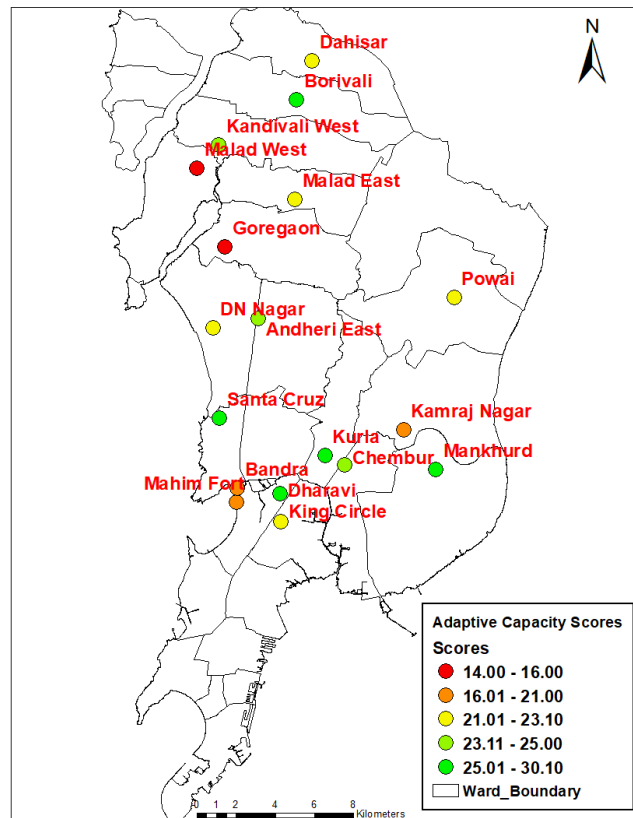 N
Dahisar
Borivali
Kandivali West
Malad West
Malad East
Goregaon
Powai
DN Nagar
Andheri East
Santa Cruz
Kamraj Nagar
Kurla
Mankhurd
Chembur
Bandra
Mahim Fort
Dharavi
King Circle
Adaptive Capacity Scores
Scores
14.00 - 16.00
16.01 - 21.00
21.01 - 23.10
23.11 - 25.00
25.01 - 30.10
Ward_Boundary
0 1 2 4 6 8
Kilometers